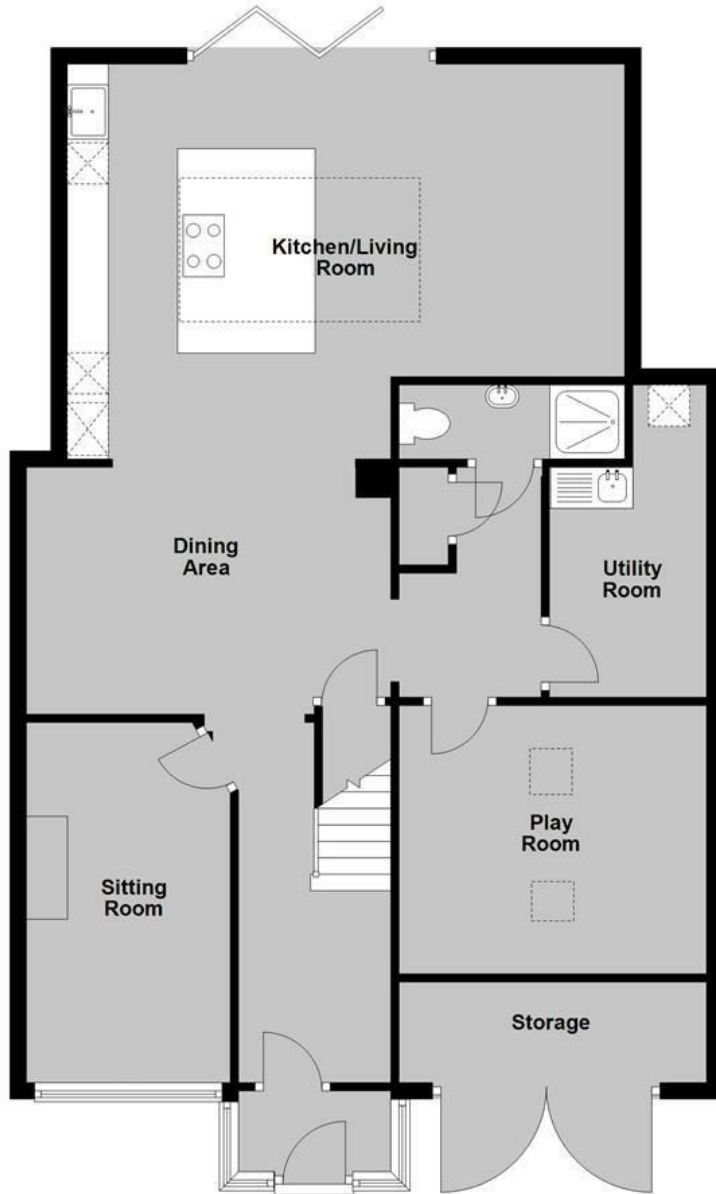 Kitchen/Living
Room
Dining
Area
Utility
Room
Play
Room
Sitting
Room
Storage